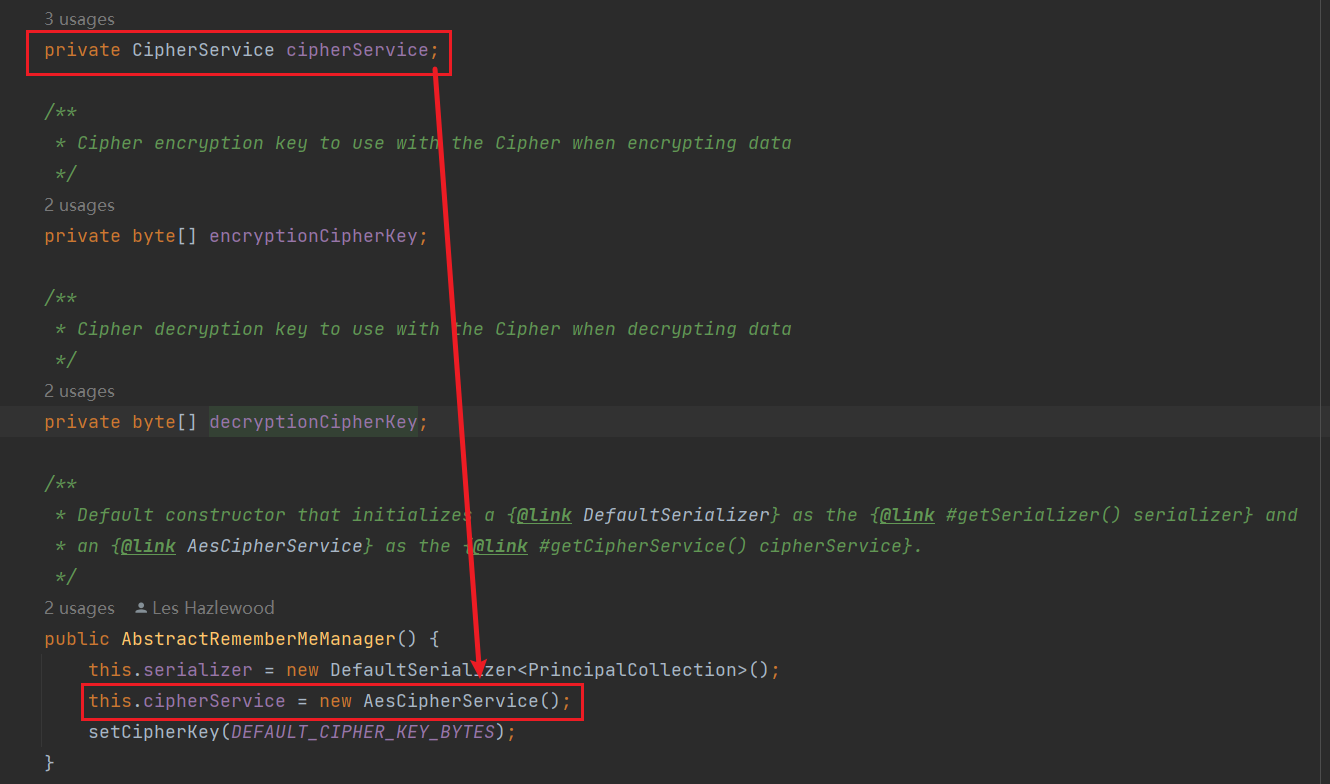 3 usages
private CipherService cipherService;
/**
* Cipher encryption key to use with the Cipher when encrypting data
*/
2 usages
private byte[] encryptionCipherKey;
/**
* Cipher decryption key to use with the Cipher when decrypting data
*/
2 usages
private byte[] decryptionCipherKey;
/**
* Default constructor that initializes a {@link DefaultSerializer} as the {@link #getSerializer() serializer} and
* an {@link AesCipherService} as the {@link #getCipherService() cipherService}.
*/
2 usages Les Hazlewood
public AbstractRememberMeManager() {
this.serializer = new DefaultSerializer<PrincipalCollection>();
this.cipherService = new AesCipherService();
setCipherKey(DEFAULT_CIPHER_KEY_BYTES);
}